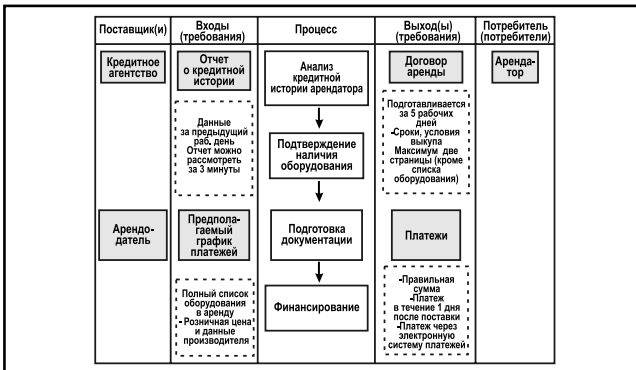 Поставщик(и)
Входы
(требования)
Процесс
Выход(ы)
(требования)
Потребитель
(потребители)
Кредитное
агентство
Отчет
о кредитной
истории
Анализ
кредитной
истории арендатора
Договор
аренды
Аренда-
тор
Данные
за предыдущий
раб. день
Отчет можно
рассмотреть
за 3 минуты
Подтверждение
наличия
оборудования
Подготавливается
за 5 рабочих
дней
-Сроки, условия
выкупа
Максимум две
страницы (кроме
списка
оборудования)
Арендо-
датель
Предпола-
гаемый
график
платежей
Подготовка
документации
Платежи
Полный список
оборудования
в аренду
- Розничная цена
и данные
производителя
Финансирование
-Правильная
сумма
-Платеж
в течение 1 дня
после поставки
-Платеж через
электронную
систему платежей